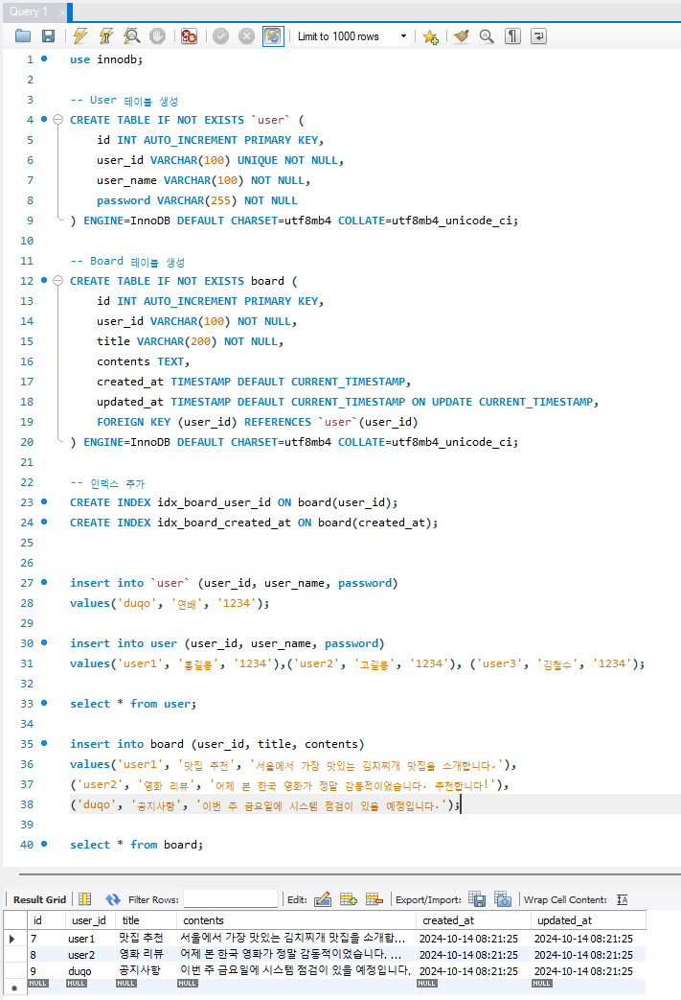 Query 1
Limit to 1000 rows
1 use innodb;
2
3 -- User 테이블 생성
4 CREATE TABLE IF NOT EXISTS `user` (
5 id INT AUTO_INCREMENT PRIMARY KEY,
6 user_id VARCHAR(100) UNIQUE NOT NULL,
7 user_name VARCHAR(100) NOT NULL,
8 password VARCHAR(255) NOT NULL
9 ) ENGINE=InnoDB DEFAULT CHARSET=utf8mb4 COLLATE=utf8mb4_unicode_ci;
10
11 -- Board 테이블 생성
12 CREATE TABLE IF NOT EXISTS board (
13 id INT AUTO_INCREMENT PRIMARY KEY,
14 user_id VARCHAR(100) NOT NULL,
15 title VARCHAR(200) NOT NULL,
16 contents TEXT,
17 created_at TIMESTAMP DEFAULT CURRENT_TIMESTAMP,
18 updated_at TIMESTAMP DEFAULT CURRENT_TIMESTAMP ON UPDATE CURRENT_TIMESTAMP,
19 FOREIGN KEY (user_id) REFERENCES `user`(user_id)
20 ) ENGINE=InnoDB DEFAULT CHARSET=utf8mb4 COLLATE=utf8mb4_unicode_ci;
21
22 -- 인덱스 추가
23 CREATE INDEX idx_board_user_id ON board(user_id);
24 CREATE INDEX idx_board_created_at ON board(created_at);
25
26
27 insert into `user` (user_id, user_name, password)
28 values('duqo', '연배', '1234');
29
30 insert into user (user_id, user_name, password)
31 values('user1', '홍길동', '1234'),('user2', '고길동', '1234'), ('user3', '김철수', '1234');
32
33 select * from user;
34
35 insert into board (user_id, title, contents)
36 values('user1', '맛집 추천', '서울에서 가장 맛있는 김치찌개 맛집을 소개합니다.'),
37 ('user2', '영화 리뷰', '어제 본 한국 영화가 정말 감동적이었습니다. 추천합니다!'),
38 ('duqo', '공지사항', '이번 주 금요일에 시스템 점검이 있을 예정입니다.');
39
40 select * from board;
Result Grid Filter Rows: Edit: Export/Import: Wrap Cell Content:
id user_id title contents created_at updated_at
7 user1 맛집 추천 서울에서 가장 맛있는 김치찌개 맛집을 소개합... 2024-10-14 08:21:25 2024-10-14 08:21:25
8 user2 영화 리뷰 어제 본 한국 영화가 정말 감동적이었습니다. ... 2024-10-14 08:21:25 2024-10-14 08:21:25
9 duqo 공지사항 이번 주 금요일에 시스템 점검이 있을 예정입니다. 2024-10-14 08:21:25 2024-10-14 08:21:25
NULL NULL NULL NULL NULL NULL